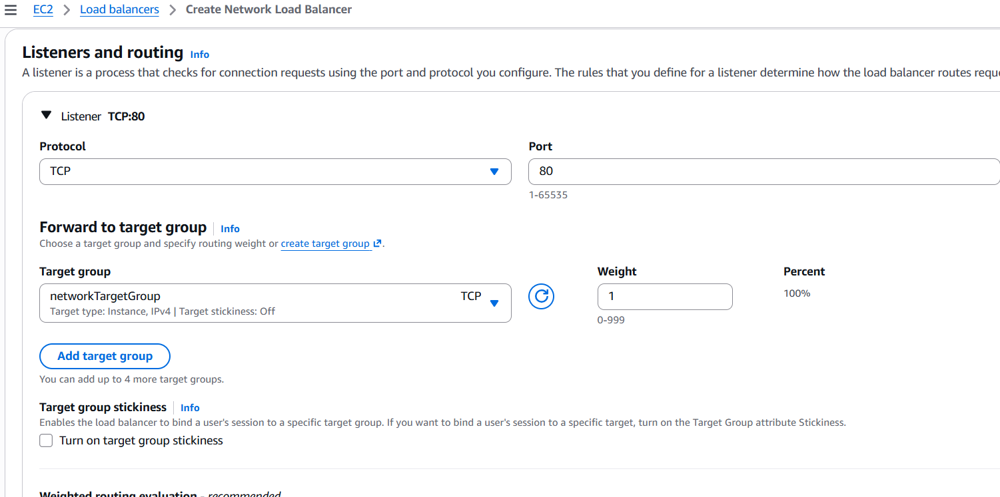 EC2 > Load balancers > Create Network Load Balancer
Listeners and routing Info
A listener is a process that checks for connection requests using the port and protocol you configure. The rules that you define for a listener determine how the load balancer routes
Listener TCP:80
Protocol Port
TCP 80
1-65535
Forward to target group Info
Choose a target group and specify routing weight or create target group.
Target group Weight Percent
networkTargetGroup TCP 1 100%
Target type: Instance, IPv4 | Target stickiness: Off
0-999
Add target group
You can add up to 4 more target groups.
Target group stickiness Info
Enables the load balancer to bind a user's session to a specific target group. If you want to bind a user's session to a specific target, turn on the Target Group attribute Stickiness.
Turn on target group stickiness
Weighted routing evaluation - recommended